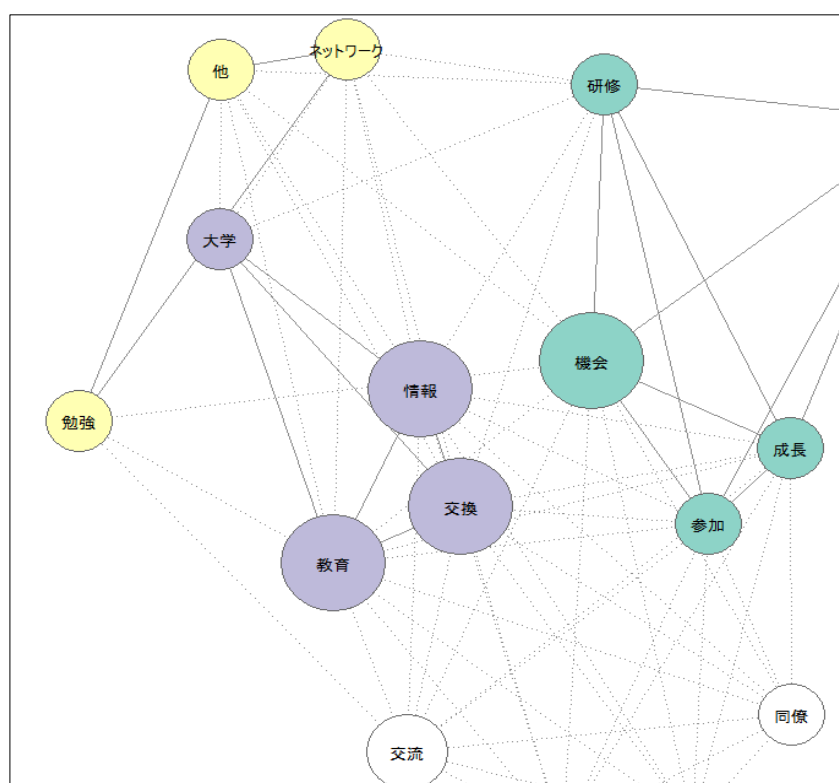 ネットワーク
他
研修
大学
機会
情報
勉強
成長
交換
参加
教育
同僚
交流